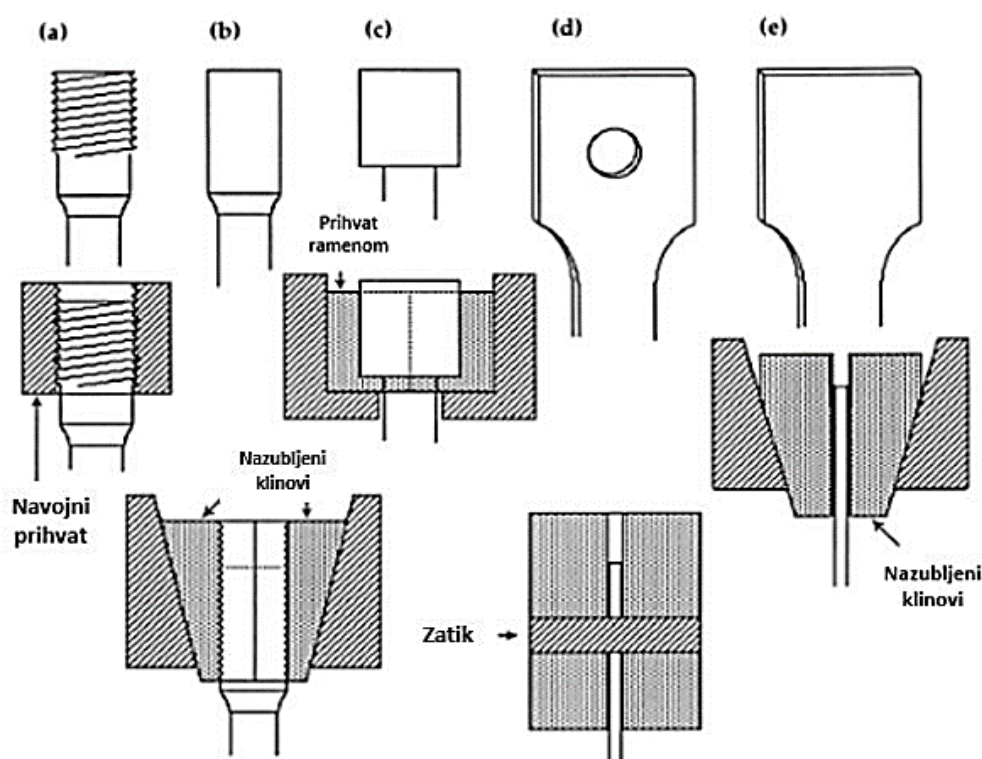 (a)
(b)
(c)
(d)
(e)
Prihvat
ramenom
Navojni
prihvat
Nazubljeni
klinovi
Zatik
Nazubljeni
klinovi